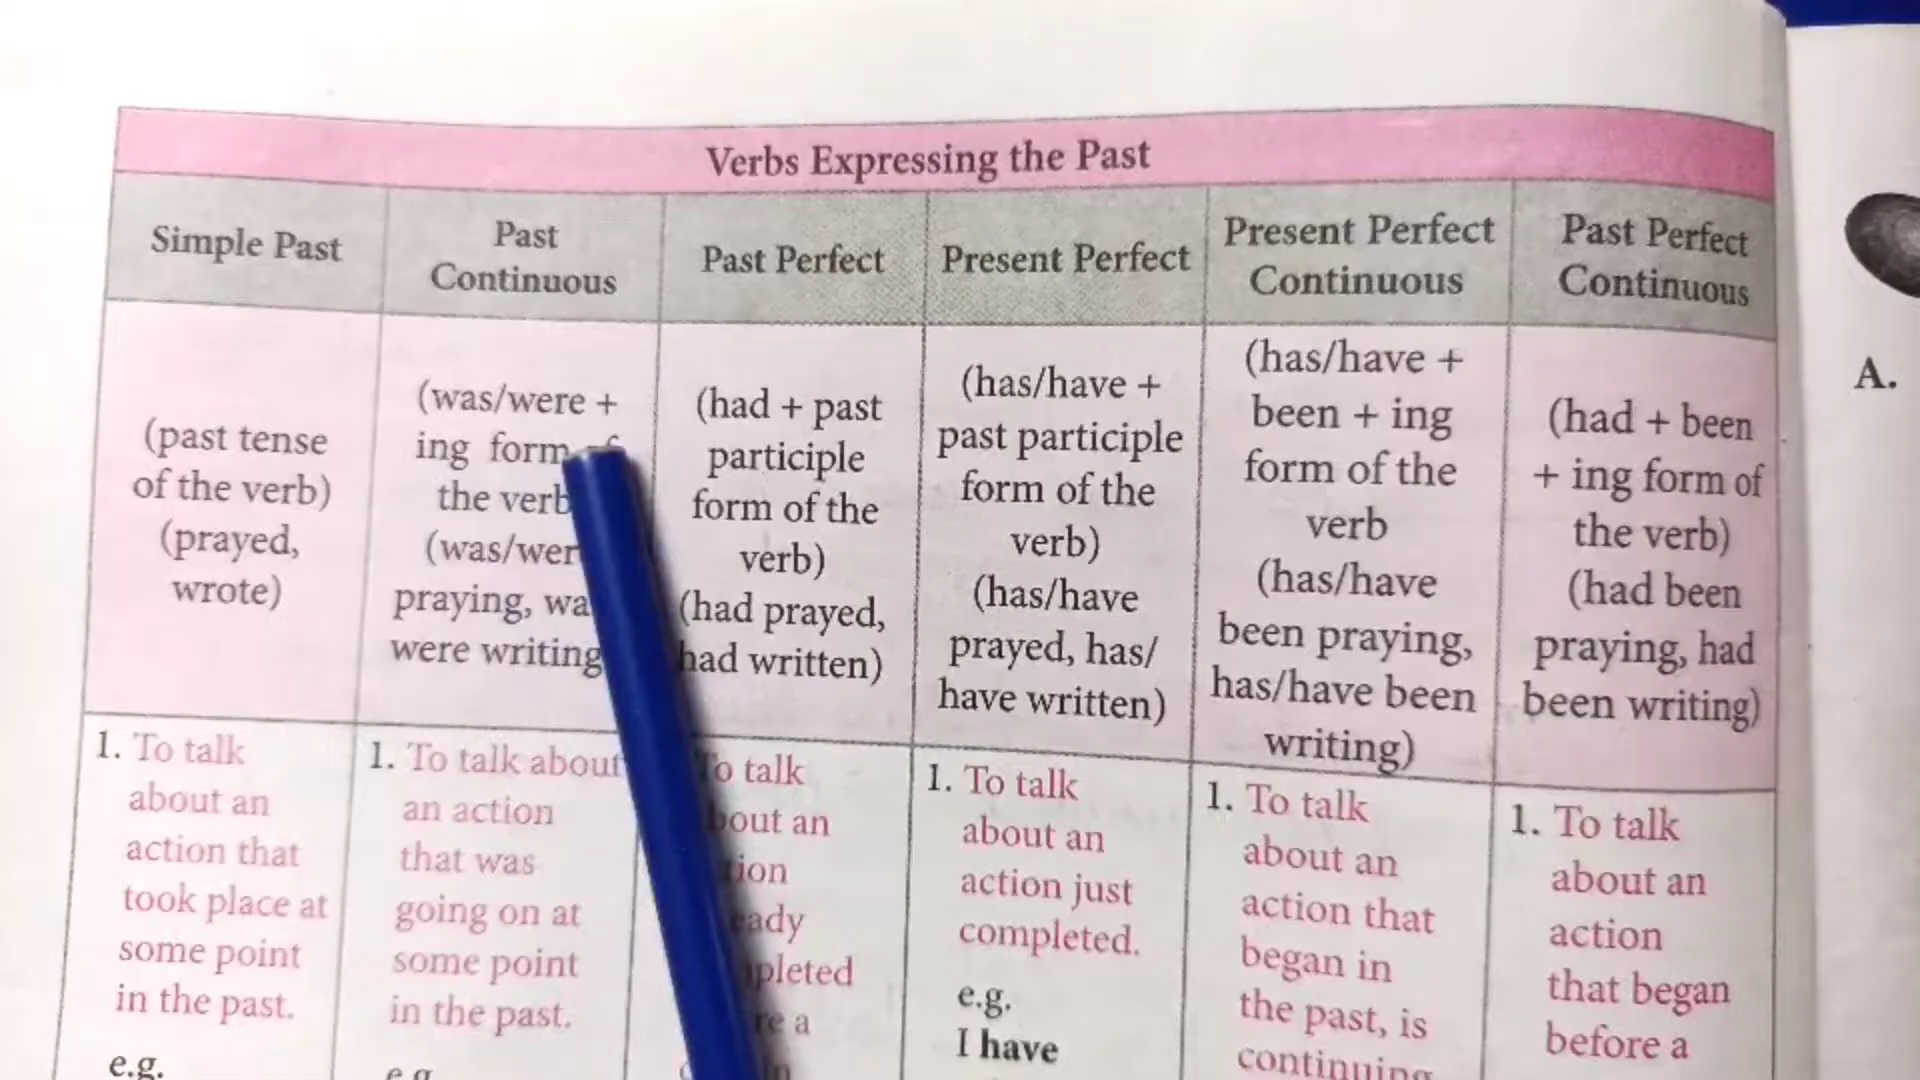 Verbs Expressing the Past
Simple Past
Past
Continuous
Past Perfect
Present Perfect
Present Perfect
Continuous
Past Perfect
Continuous
(past tense
of the verb)
(prayed,
wrote)
(was/were +
ing form
the verb
praying,
were writing
(had + past
participle
form of the
verb)
(had prayed,
had written)
(has/have +
past participle
form of the
verb)
(has/have
prayed, has/
have written)
(has/have +
been + ing
form of the
verb
(has/have
been praying,
has/have been
writing)
(had + been
+ ing form of
the verb)
(had been
praying, had
been writing)
1. To talk
about an
action that
took place at
some point
in the past.
e.g.
1. To talk about
an action
that was
going on at
some point
in the past.
e.g.
To talk
about an
a
1. To talk
about an
action just
completed.
e.g.
I have
1. To talk
about an
action that
began in
the past, is
continuing
1. To talk
about an
action
that began
before a
A.